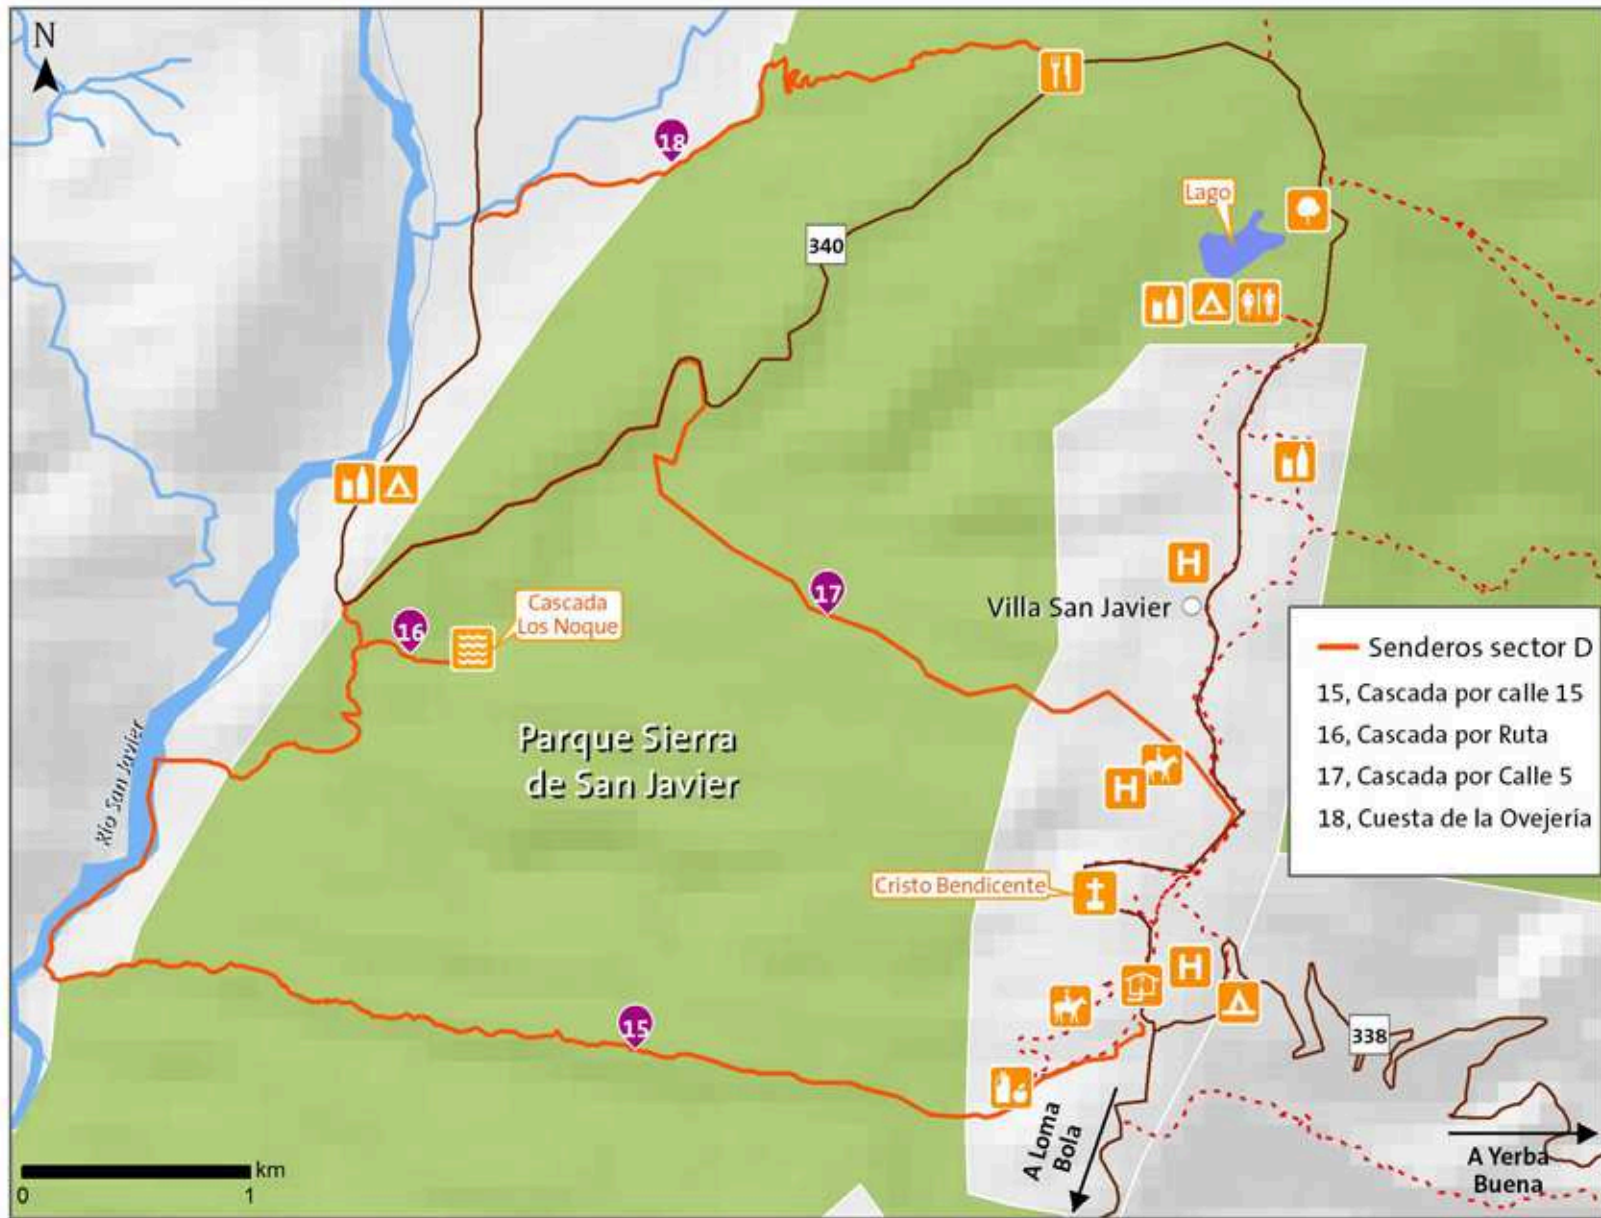 N
18
Lago
340
Cascada
Los Noque
16
17
Villa San Javier
Senderos sector D
15, Cascada por calle 15
16, Cascada por Ruta
17, Cascada por Calle 5
18, Cuesta de la Ovejería
Parque Sierra
de San Javier
Río San Javier
H
H
Cristo Bendicente
H
15
338
A Loma
Bola
A Yerba
Buena
km
0
1